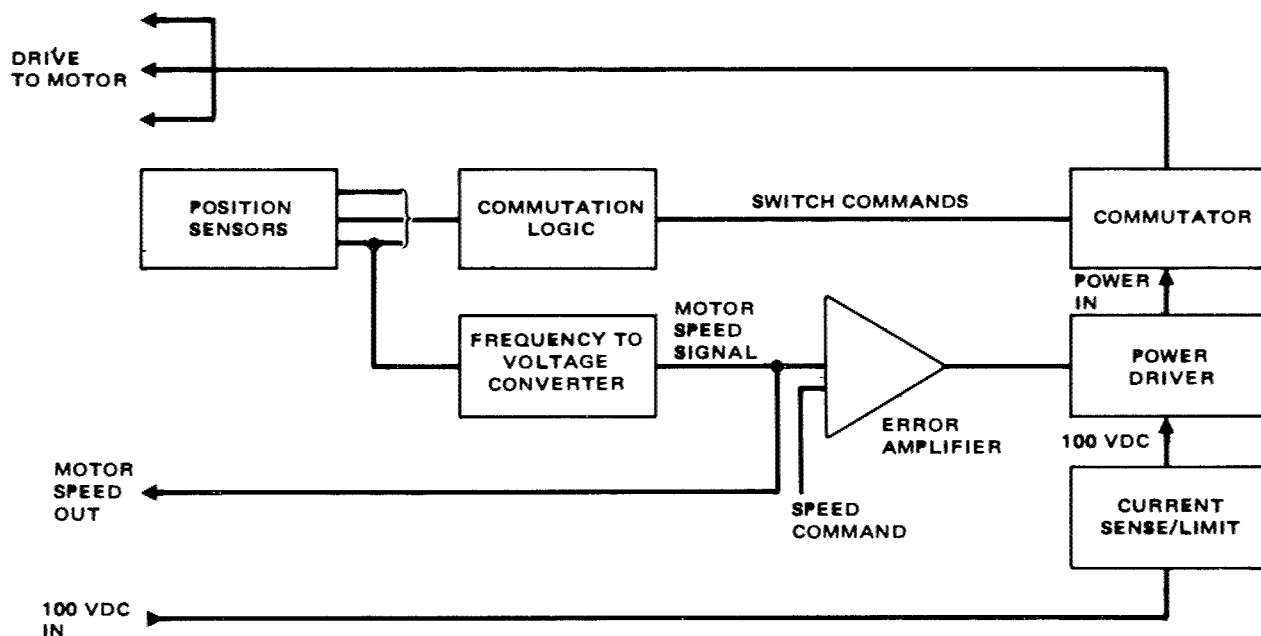 DRIVE
TO MOTOR
POSITION
SENSORS
COMMUTATION
LOGIC
SWITCH COMMANDS
COMMUTATOR
POWER
IN
FREQUENCY TO
VOLTAGE
CONVERTER
MOTOR
SPEED
SIGNAL
POWER
DRIVER
ERROR
AMPLIFIER
100 VDC
MOTOR
SPEED
OUT
SPEED
COMMAND
CURRENT
SENSE/LIMIT
100 VDC
IN